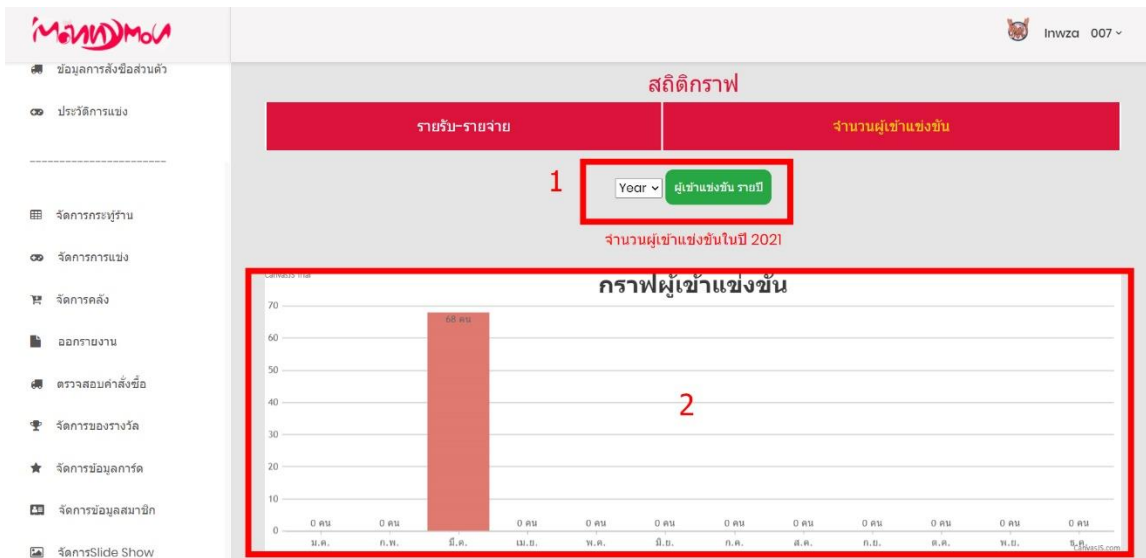 Inwza 007
ข้อมูลการสั่งซื้อส่วนตัว
ประวัติการแข่ง
-----------------------
จัดการกระทู้ร้าน
จัดการการแข่ง
จัดการคลัง
ออกรายงาน
ตรวจสอบคำสั่งซื้อ
จัดการของรางวัล
จัดการข้อมูลการ์ด
จัดการข้อมูลสมาชิก
จัดการSlide Show
สถิติกราฟ
รายรับ-รายจ่าย จำนวนผู้เข้าแข่งขัน
1 Year ผู้เข้าแข่งขัน รายปี
จำนวนผู้เข้าแข่งขันในปี 2021
CanvasJS Trial
กราฟผู้เข้าแข่งขัน
70
60
50
40
30
20
10
0
68 คน
2
0 คน 0 คน 0 คน 0 คน 0 คน 0 คน 0 คน 0 คน 0 คน 0 คน 0 คน
ม.ค. ก.พ. มี.ค. เม.ย. พ.ค. มิ.ย. ก.ค. ส.ค. ก.ย. ต.ค. พ.ย. ธ.ค.
CanvasJS.com